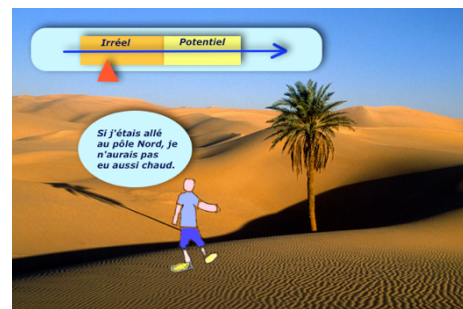 Irréel Potentiel
Si j'étais allé
au pôle Nord, je
n'aurais pas
eu aussi chaud.